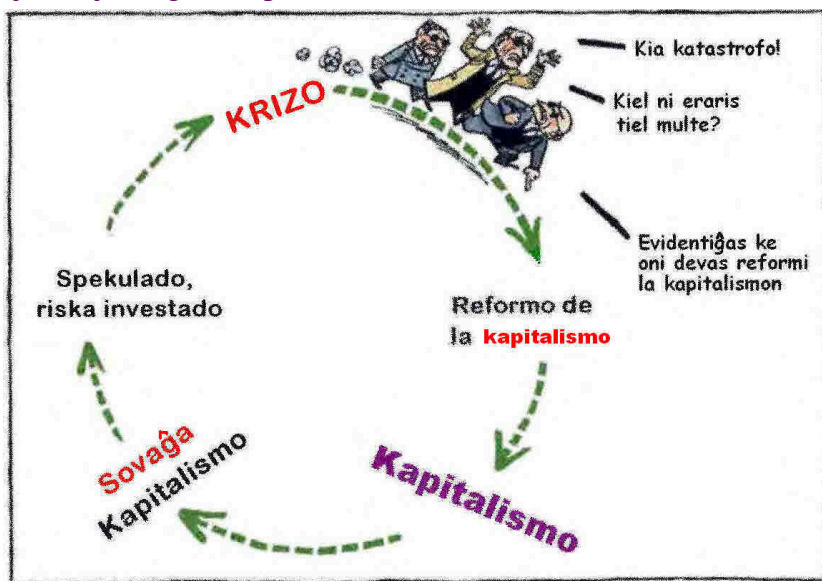 KRIZO
Kia katastrofo!
Kiel ni eraris
tiel multe?
Evidentiĝas ke
oni devas reformi
la kapitalismon
Reformo de
la kapitalismo
Kapitalismo
Sovaĝa
Kapitalismo
Spekulado,
riska investado